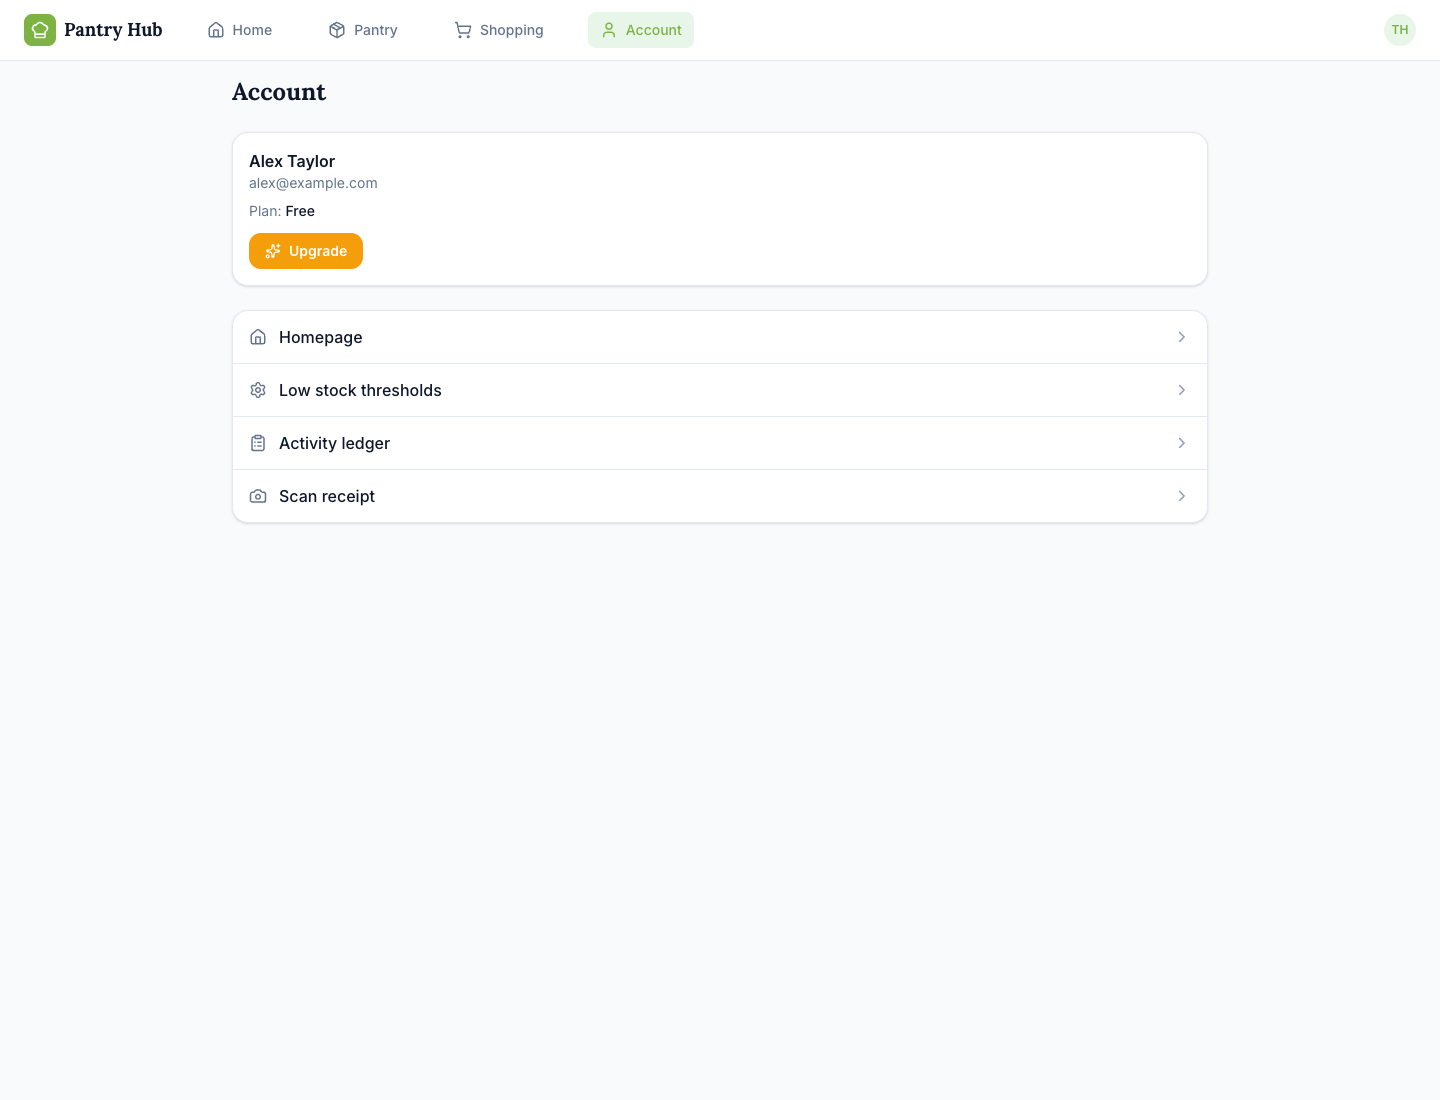 Pantry Hub
Home
Pantry
Shopping
Account
TH
Account
Alex Taylor
alex@example.com
Plan: Free
Upgrade
Homepage
Low stock thresholds
Activity ledger
Scan receipt